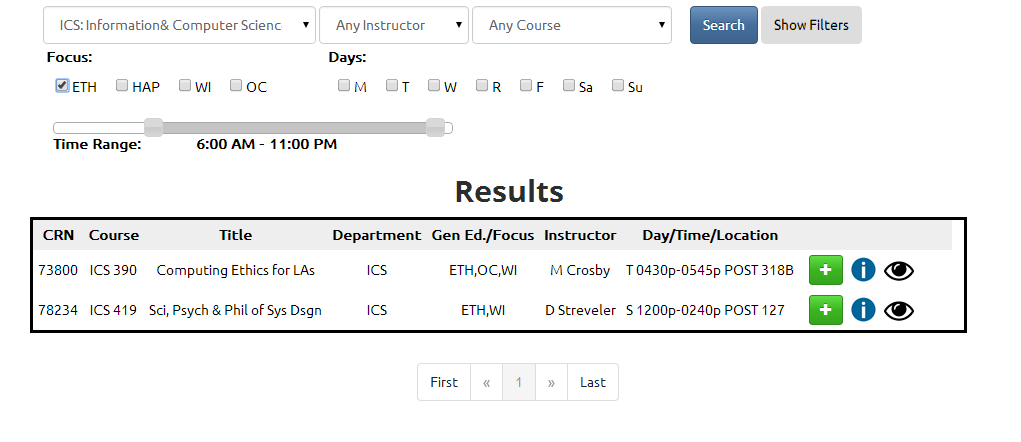 ICS: Information& Computer Scienc Any Instructor Any Course Search Show Filters
Focus: Days:
ETH HAP WI OC M T W R F Sa Su
Time Range: 6:00 AM - 11:00 PM
Results
CRN Course Title Department Gen Ed./Focus Instructor Day/Time/Location
73800 ICS 390 Computing Ethics for LAs ICS ETH,OC,WI M Crosby T 0430p-0545p POST 318B + i
78234 ICS 419 Sci, Psych & Phil of Sys Dsgn ICS ETH,WI D Streveler S 1200p-0240p POST 127 + i
First « 1 » Last